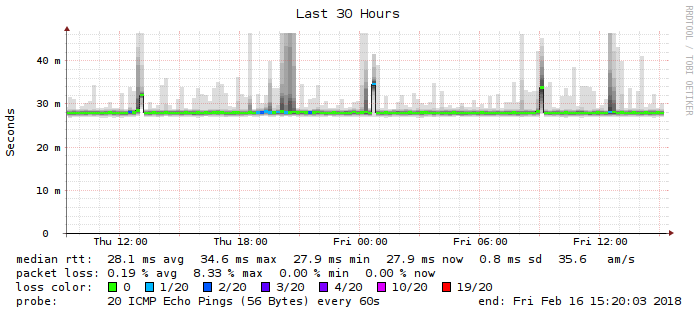 Last 30 Hours
RRDTOOL / TOBI OETIKER
Seconds
40 m
30 m
20 m
10 m
0
Thu 12:00 Thu 18:00 Fri 00:00 Fri 06:00 Fri 12:00
median rtt: 28.1 ms avg 34.6 ms max 27.9 ms min 27.9 ms now 0.8 ms sd 35.6 am/s
packet loss: 0.19 % avg 8.33 % max 0.00 % min 0.00 % now
loss color: 0 1/20 2/20 3/20 4/20 10/20 19/20
probe: 20 ICMP Echo Pings (56 Bytes) every 60s end: Fri Feb 16 15:20:03 2018